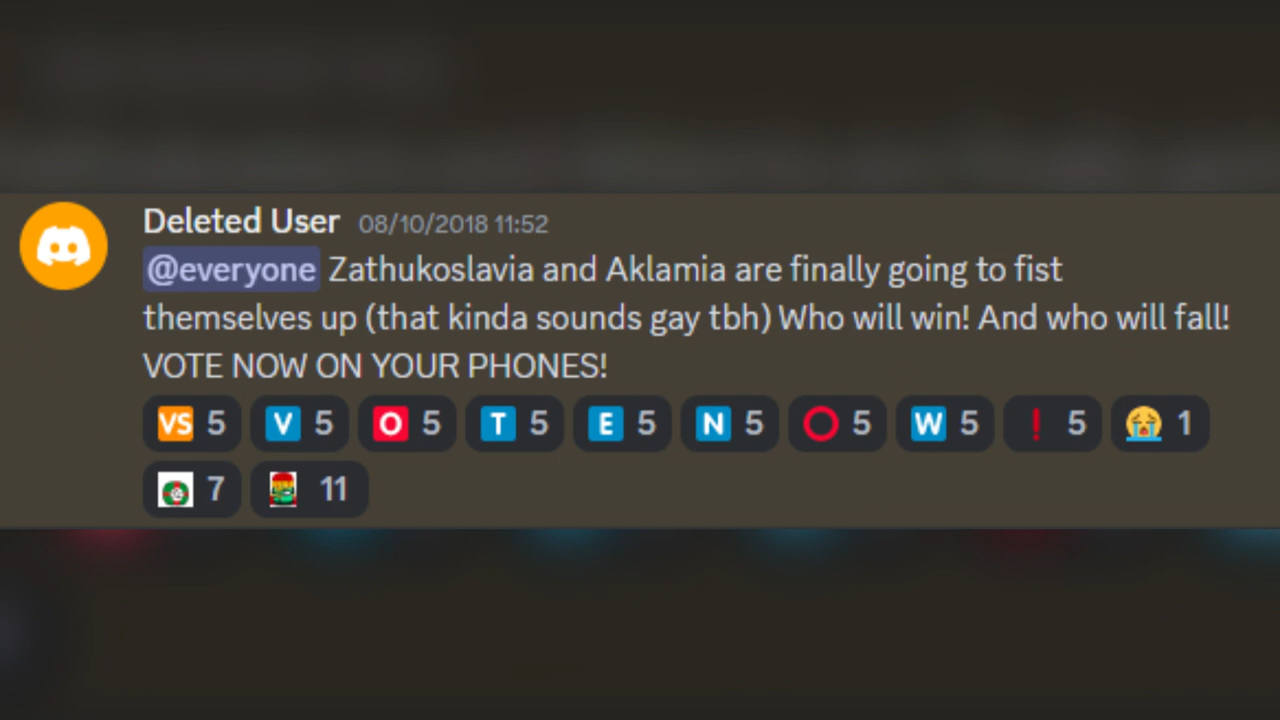 Deleted User 08/10/2018 11:52
@everyone Zathukoslavia and Aklamia are finally going to fist
themselves up (that kinda sounds gay tbh) Who will win! And who will fall!
VOTE NOW ON YOUR PHONES!
VS 5 V 5 O 5 T 5 E 5 N 5 ⭕ 5 W 5 ❗ 5 😭 1
7 11